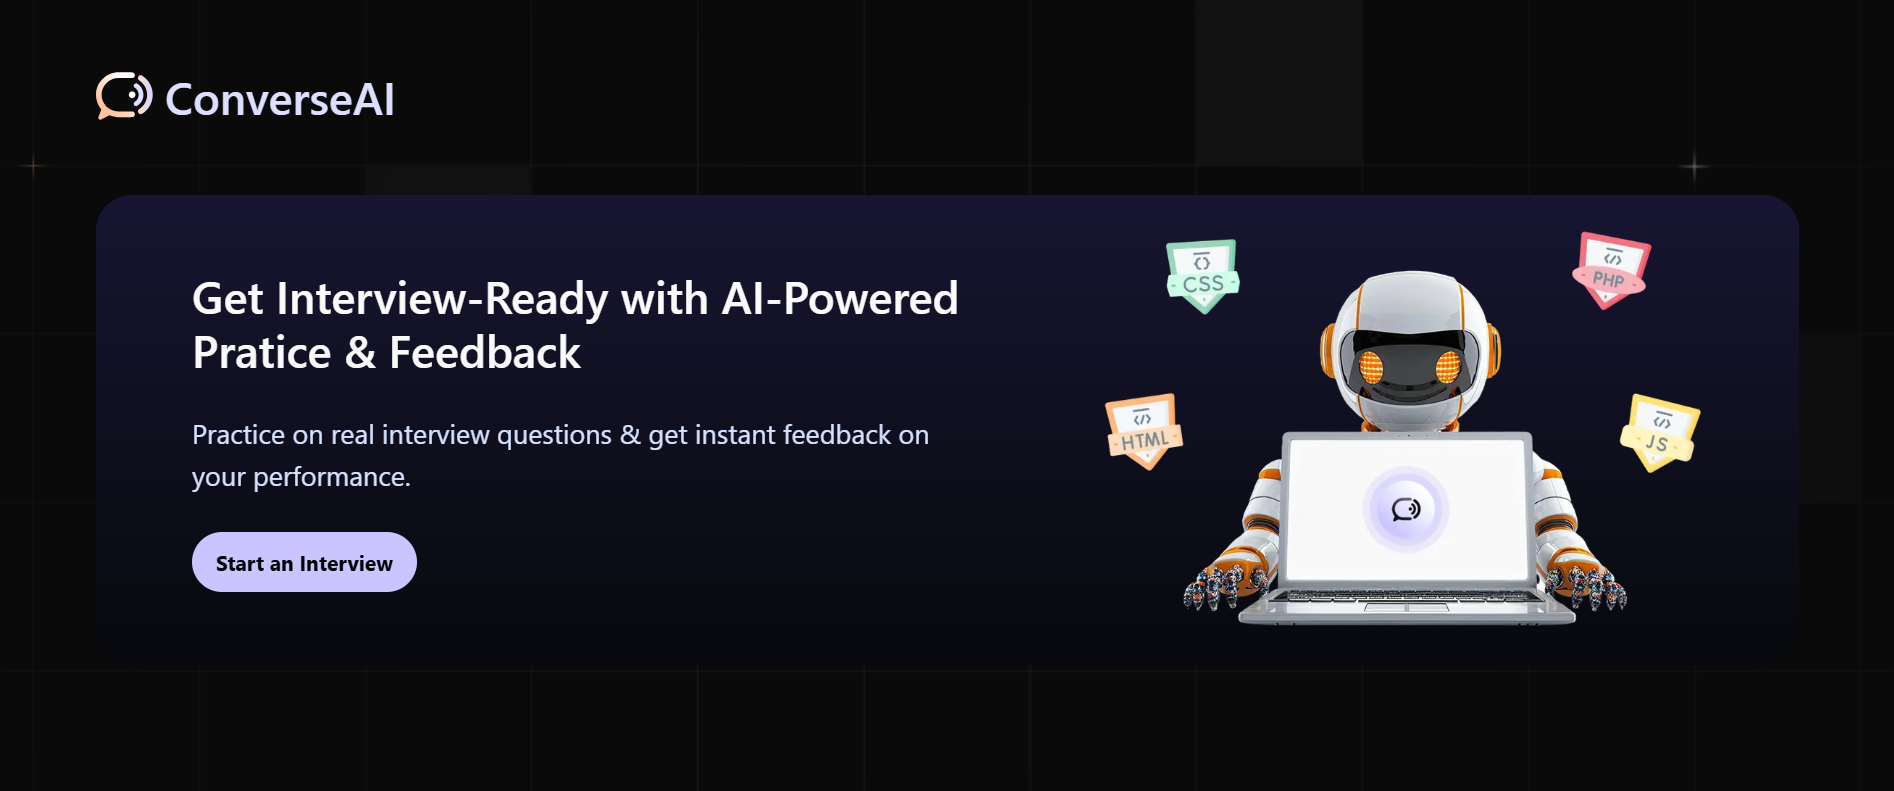 ConverseAI
Get Interview-Ready with AI-Powered
Pratice & Feedback
Practice on real interview questions & get instant feedback on
your performance.
Start an Interview
{}
CSS
</>
PHP
</>
HTML
</>
JS